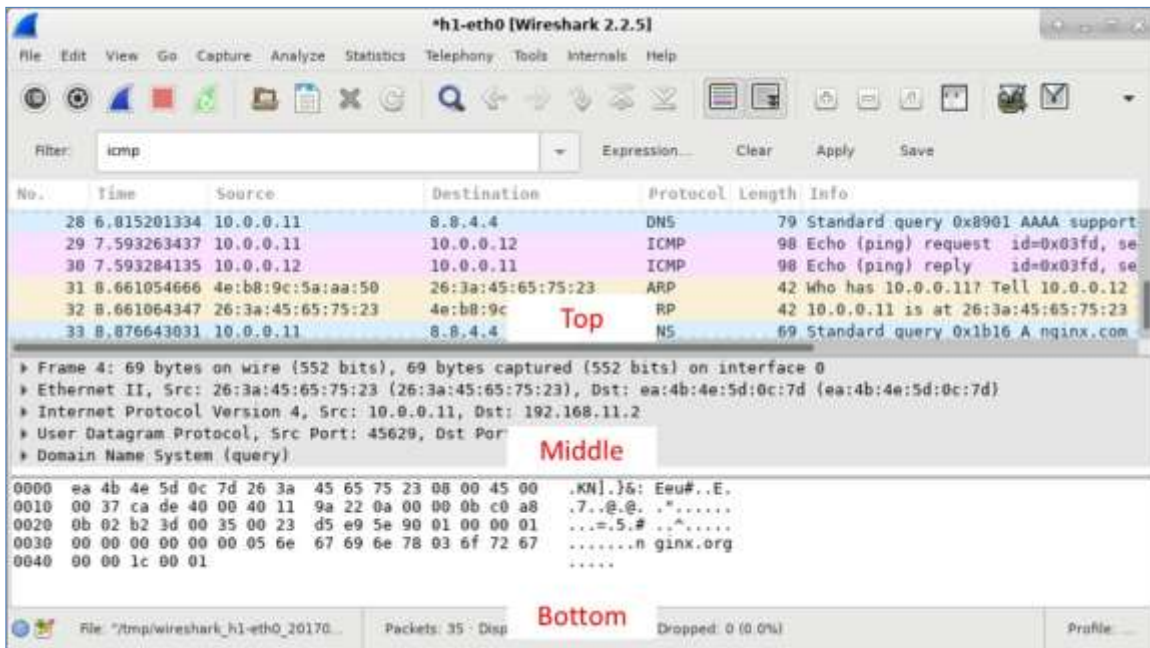 *h1-eth0 [Wireshark 2.2.5]
File Edit View Go Capture Analyze Statistics Telephony Tools Internals Help
Filter: icmp Expression... Clear Apply Save
No. Time Source Destination Protocol Length Info
28 6.815201334 10.0.0.11 8.8.4.4 DNS 79 Standard query 0x8901 AAAA support
29 7.593263437 10.0.0.11 10.0.0.12 ICMP 98 Echo (ping) request id=0x03fd, se
30 7.593284135 10.0.0.12 10.0.0.11 ICMP 98 Echo (ping) reply id=0x03fd, se
31 8.661054666 4e:b8:9c:5a:aa:50 26:3a:45:65:75:23 ARP 42 Who has 10.0.0.11? Tell 10.0.0.12
32 8.661064347 26:3a:45:65:75:23 4e:b8:9c RP 42 10.0.0.11 is at 26:3a:45:65:75:23
Top
33 8.876643031 10.0.0.11 8.8.4.4 NS 69 Standard query 0x1b16 A nginx.com
Frame 4: 69 bytes on wire (552 bits), 69 bytes captured (552 bits) on interface 0
Ethernet II, Src: 26:3a:45:65:75:23 (26:3a:45:65:75:23), Dst: ea:4b:4e:5d:0c:7d (ea:4b:4e:5d:0c:7d)
Internet Protocol Version 4, Src: 10.0.0.11, Dst: 192.168.11.2
User Datagram Protocol, Src Port: 45629, Dst Por
Middle
Domain Name System (query)
0000 ea 4b 4e 5d 0c 7d 26 3a 45 65 75 23 08 00 45 00 .KN].}&: Eeu#..E.
0010 00 37 ca de 40 00 40 11 9a 22 0a 00 00 0b c0 a8 .7..@.@. ."......
0020 0b 02 b2 3d 00 35 00 23 d5 e9 5e 90 01 00 00 01 ...=.5.# ..^.....
0030 00 00 00 00 00 00 05 6e 67 69 6e 78 03 6f 72 67 .......n ginx.org
0040 00 00 1c 00 01 .....
Bottom
File: "/tmp/wireshark_h1-eth0_20170... Packets: 35 · Disp Dropped: 0 (0.0%) Profile: ...